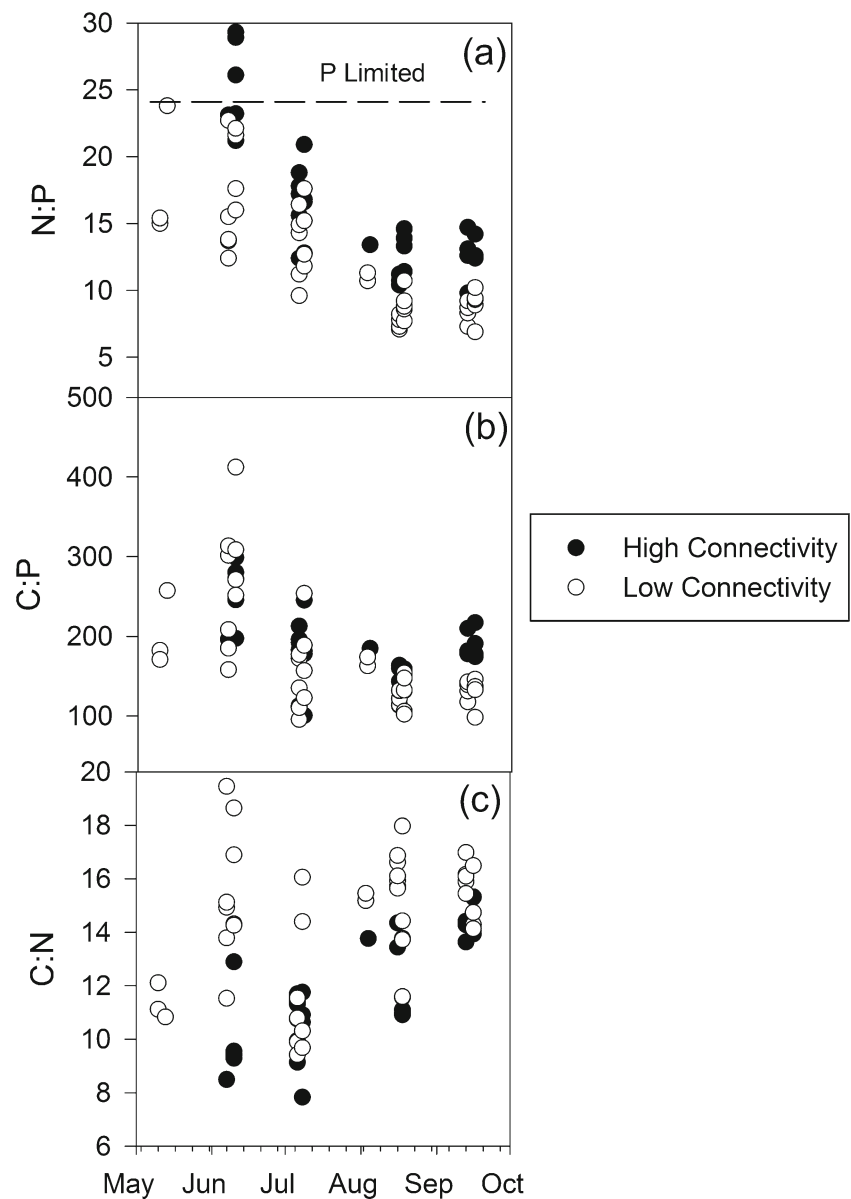 30
(a)
P Limited
25
20
N:P
15
10
5
500
(b)
400
300
C:P
High Connectivity
Low Connectivity
200
100
20
(c)
18
16
14
C:N
12
10
8
6
May Jun Jul Aug Sep Oct